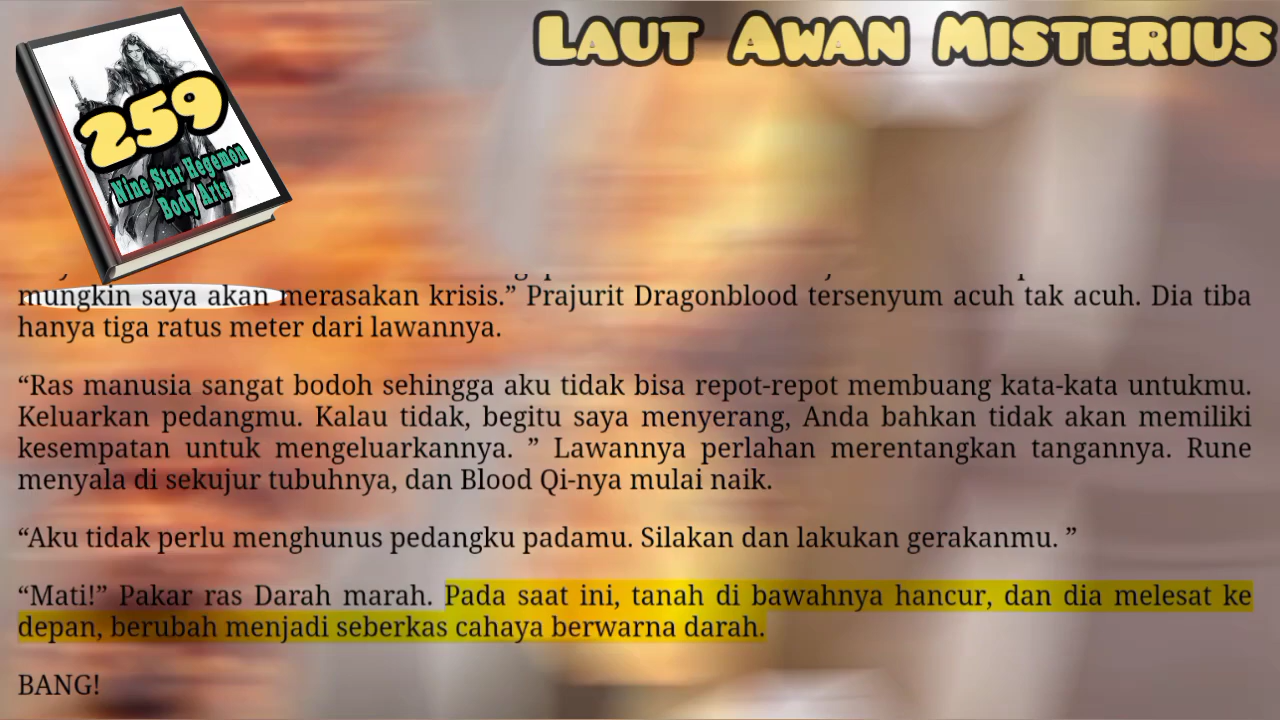 Laut Awan Misterius
259
Nine Star Hegemon
Body Arts
mungkin saya akan merasakan krisis.” Prajurit Dragonblood tersenyum acuh tak acuh. Dia tiba
hanya tiga ratus meter dari lawannya.
“Ras manusia sangat bodoh sehingga aku tidak bisa repot-repot membuang kata-kata untukmu.
Keluarkan pedangmu. Kalau tidak, begitu saya menyerang, Anda bahkan tidak akan memiliki
kesempatan untuk mengeluarkannya. ” Lawannya perlahan merentangkan tangannya. Rune
menyala di sekujur tubuhnya, dan Blood Qi-nya mulai naik.
“Aku tidak perlu menghunus pedangku padamu. Silakan dan lakukan gerakanmu. ”
“Mati!” Pakar ras Darah marah. Pada saat ini, tanah di bawahnya hancur, dan dia melesat ke
depan, berubah menjadi seberkas cahaya berwarna darah.
BANG!